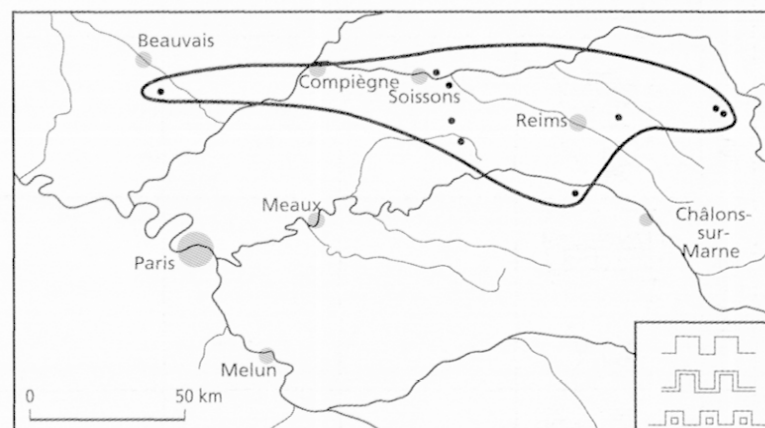 Beauvais
Compiègne
Soissons
Reims
Meaux
Châlons-
sur-
Marne
Paris
Melun
0 50 km